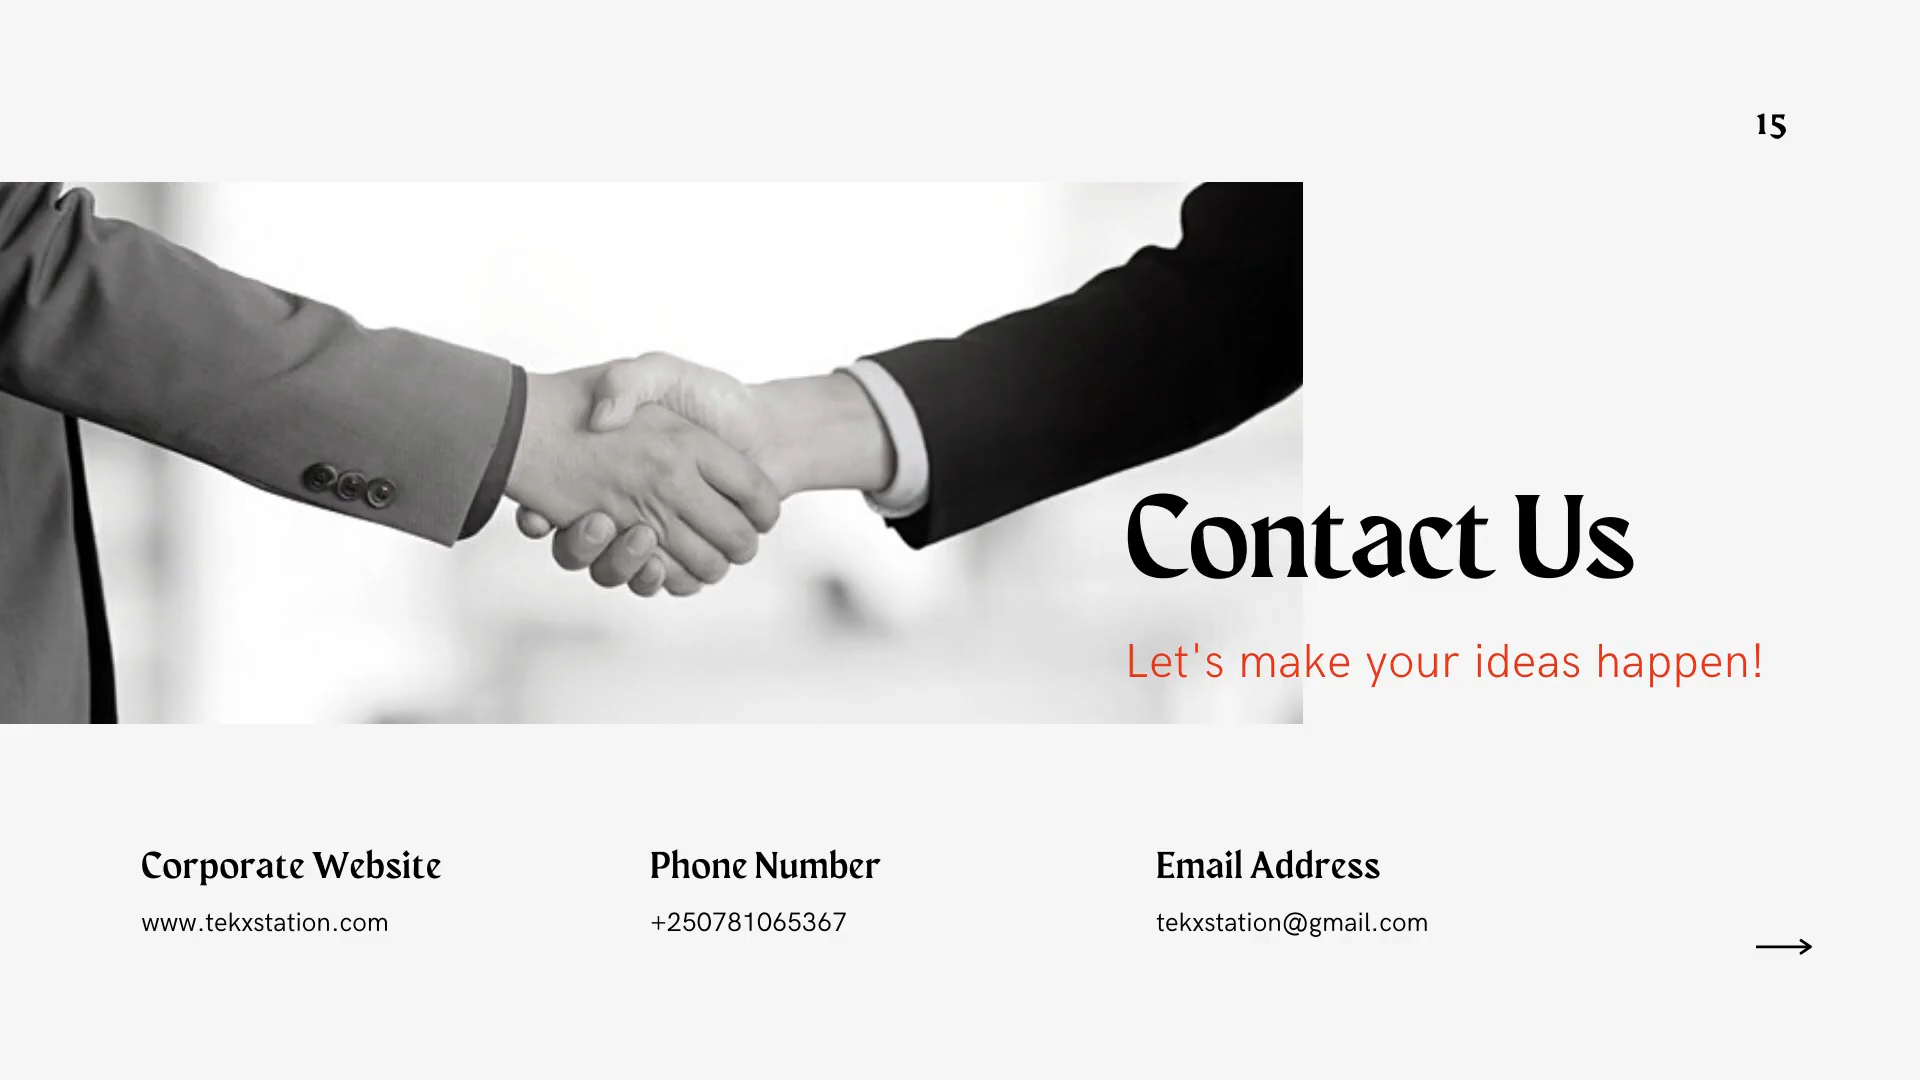 15
Contact Us
Let's make your ideas happen!
Corporate Website
www.tekxstation.com
Phone Number
+250781065367
Email Address
tekxstation@gmail.com